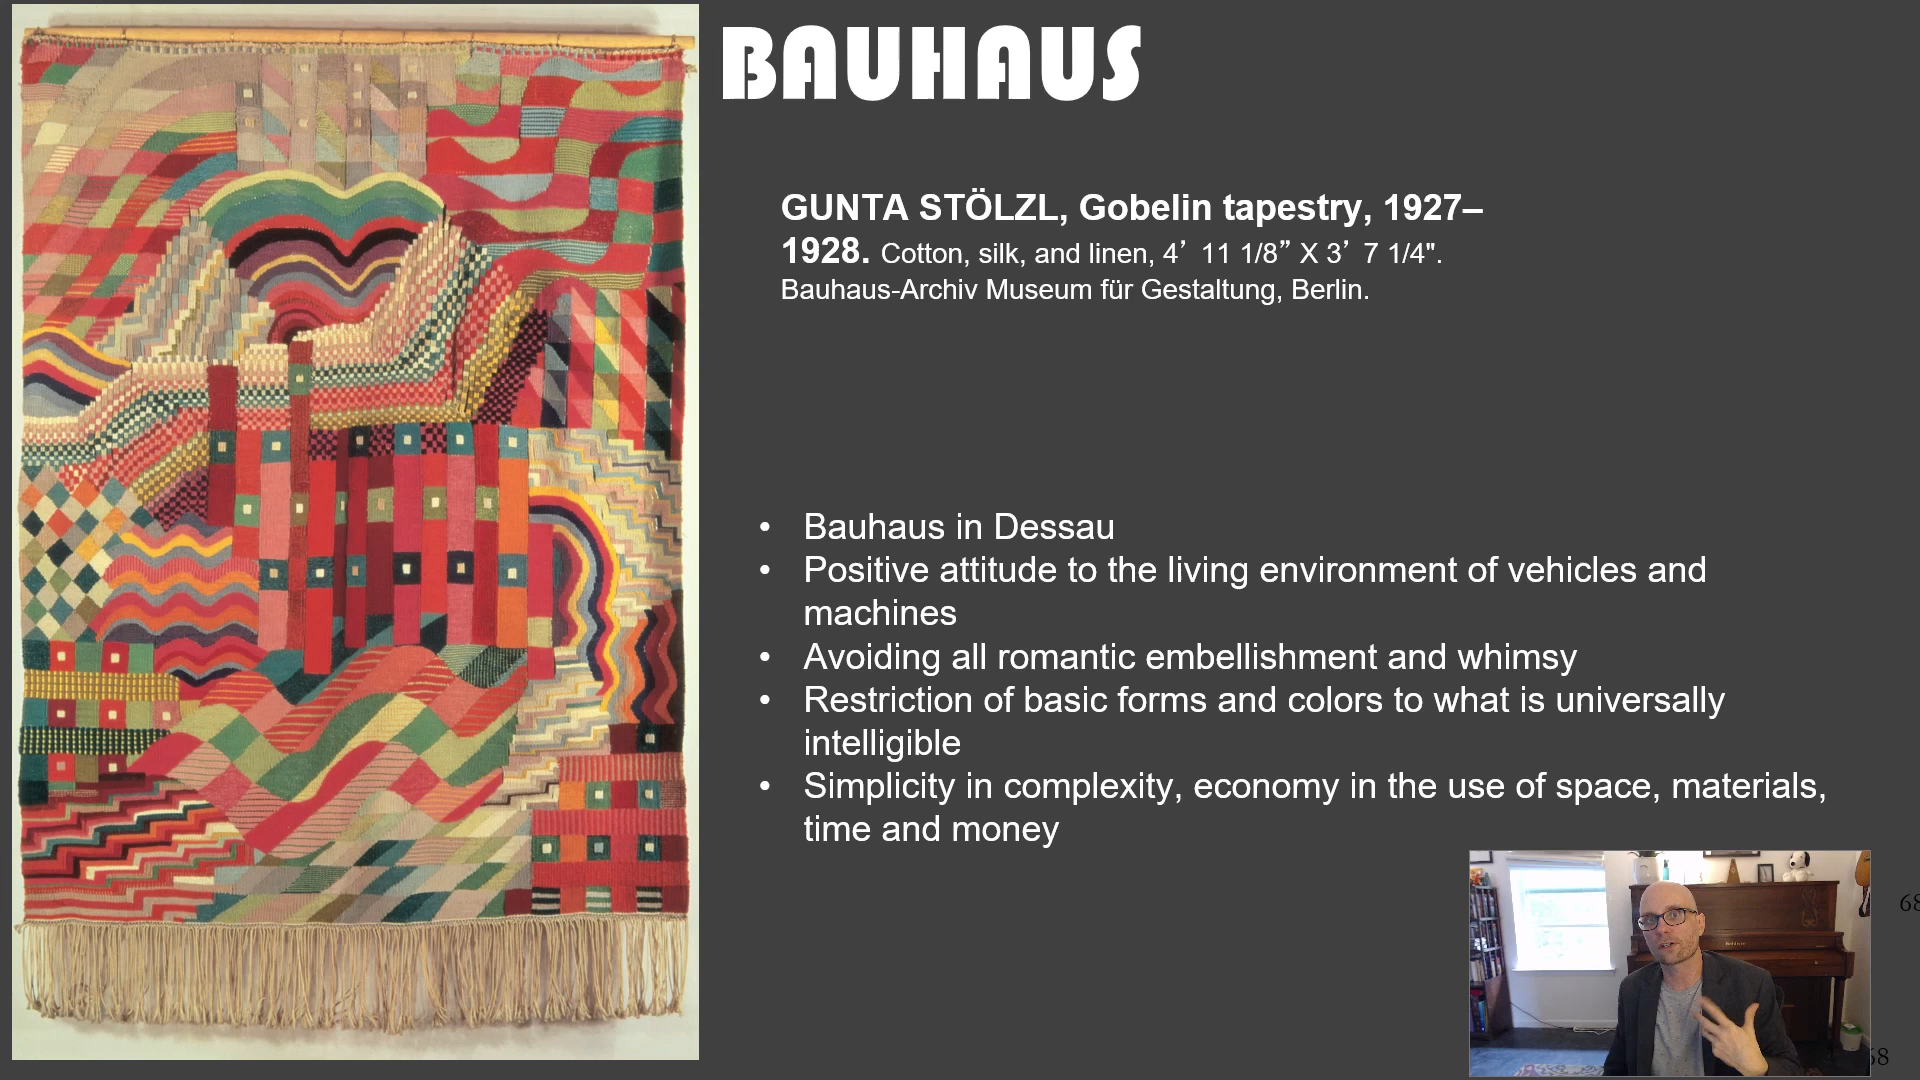 BAUHAUS
GUNTA STÖLZL, Gobelin tapestry, 1927–
1928. Cotton, silk, and linen, 4’ 11 1/8” X 3’ 7 1/4".
Bauhaus-Archiv Museum für Gestaltung, Berlin.
• Bauhaus in Dessau
• Positive attitude to the living environment of vehicles and
machines
• Avoiding all romantic embellishment and whimsy
• Restriction of basic forms and colors to what is universally
intelligible
• Simplicity in complexity, economy in the use of space, materials,
time and money
68
68